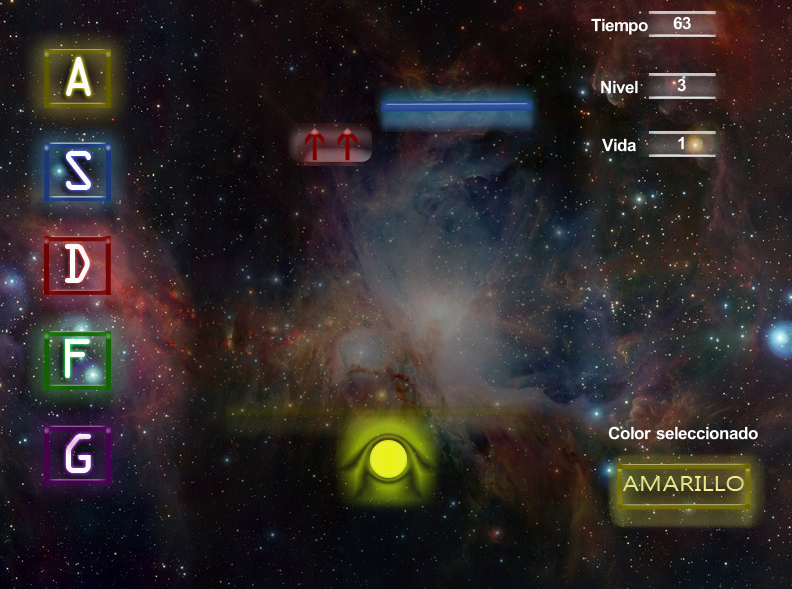 A
S
D
F
G
Tiempo 63
Nivel 3
Vida 1
Color seleccionado
AMARILLO